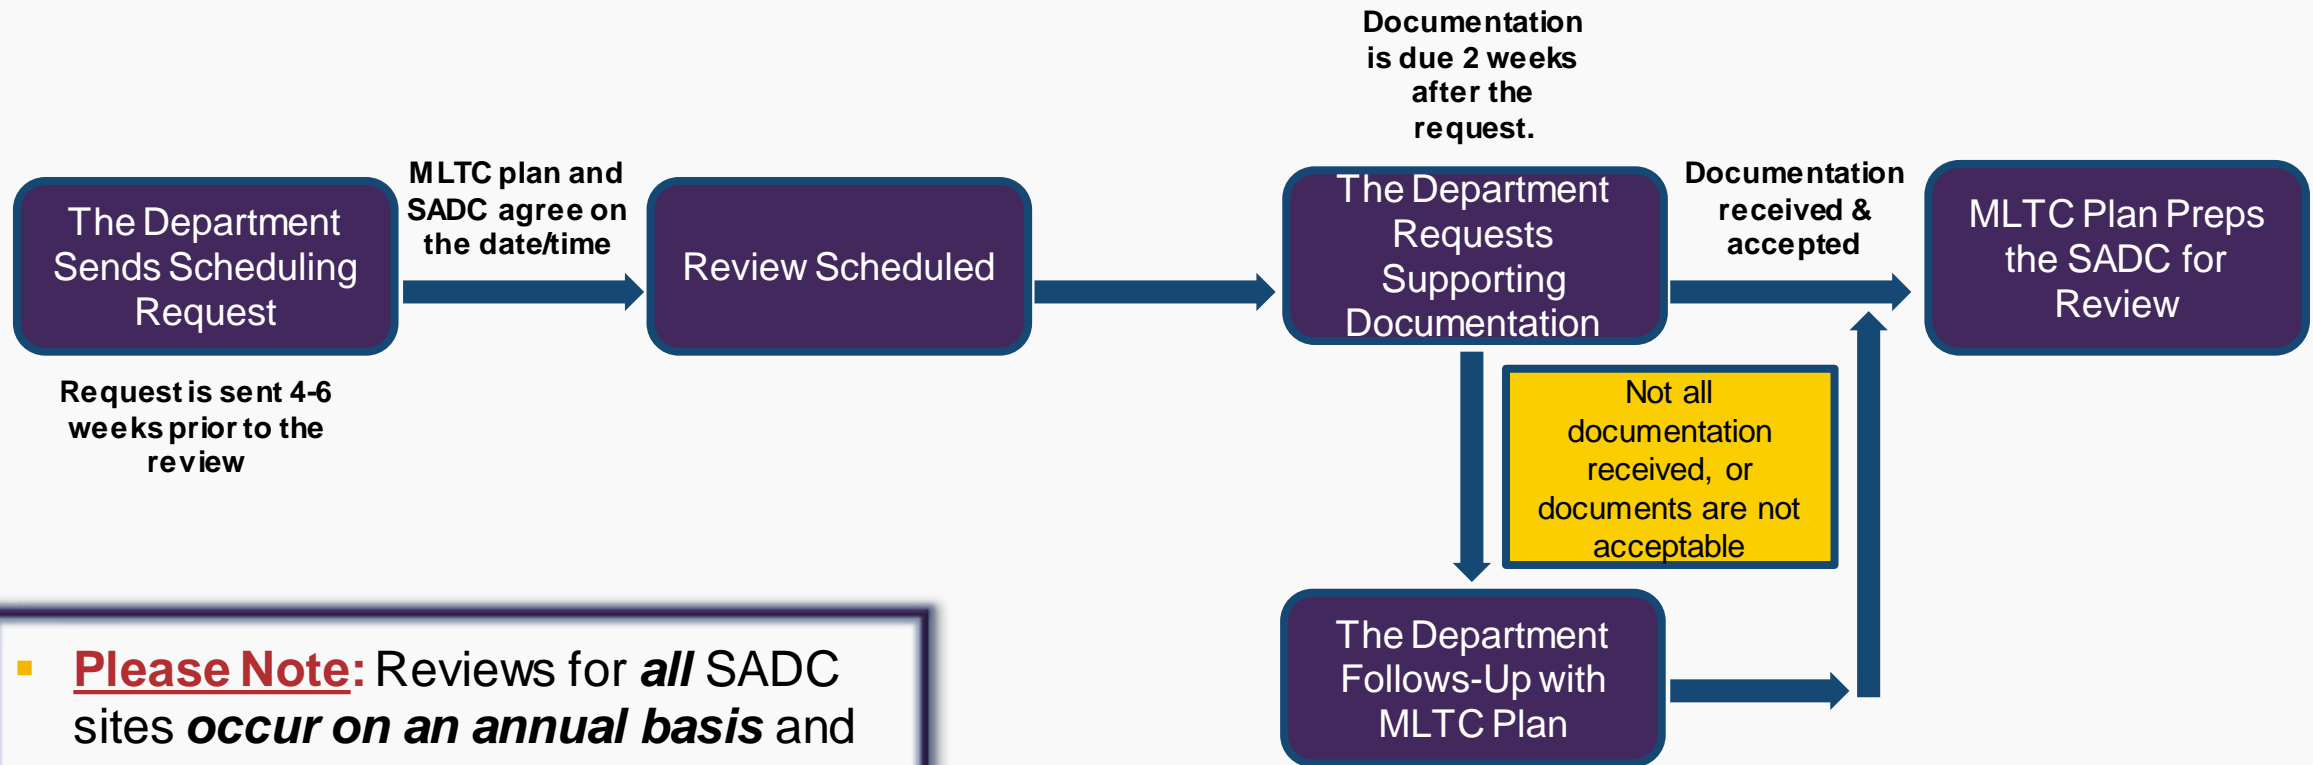 The Department
Sends Scheduling
Request
Request is sent 4-6
weeks prior to the
review
MLTC plan and
SADC agree on
the date/time
Review Scheduled
Documentation
is due 2 weeks
after the
request.
The Department
Requests
Supporting
Documentation
Documentation
received &
accepted
MLTC Plan Preps
the SADC for
Review
Not all
documentation
received, or
documents are not
acceptable
The Department
Follows-Up with
MLTC Plan
▪ Please Note: Reviews for all SADC
sites occur on an annual basis and